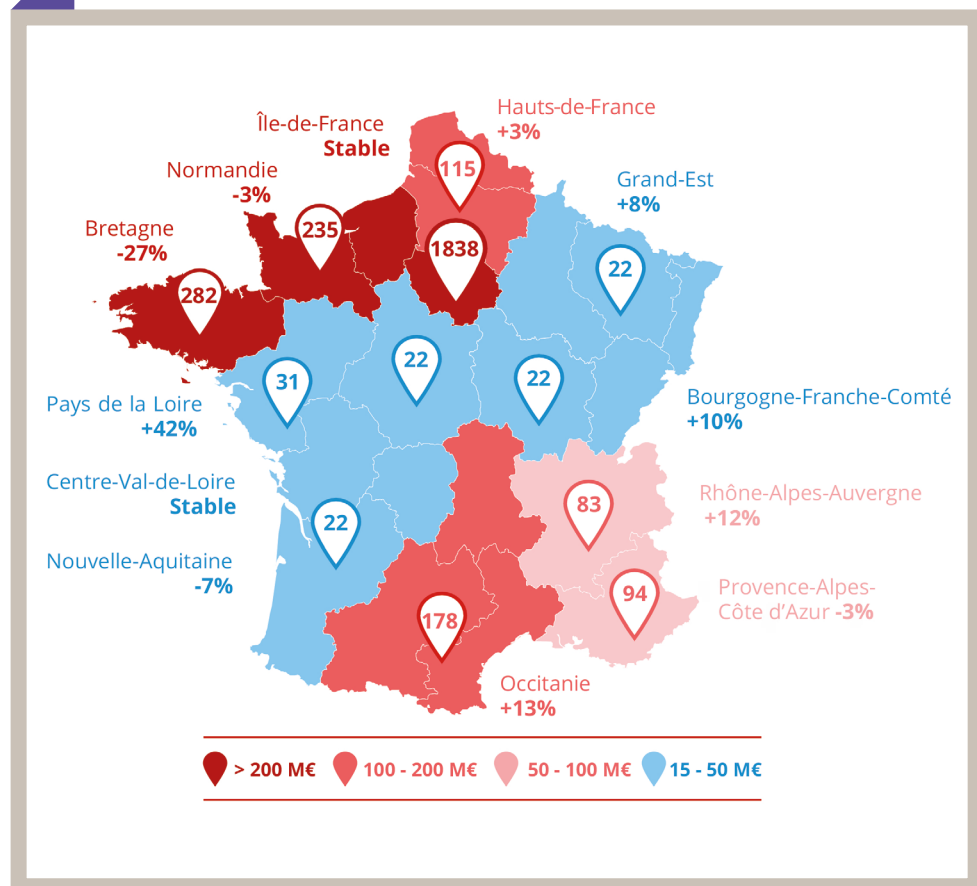 Hauts-de-France
+3%
Île-de-France
Stable
Normandie
-3%
Grand-Est
+8%
Bretagne
-27%
115
235
1838
22
282
22
31
22
Pays de la Loire
+42%
Bourgogne-Franche-Comté
+10%
Centre-Val-de-Loire
Stable
Rhône-Alpes-Auvergne
+12%
83
22
Nouvelle-Aquitaine
-7%
Provence-Alpes-
Côte d'Azur -3%
94
178
Occitanie
+13%
> 200 M€
100 - 200 M€
50 - 100 M€
15 - 50 M€